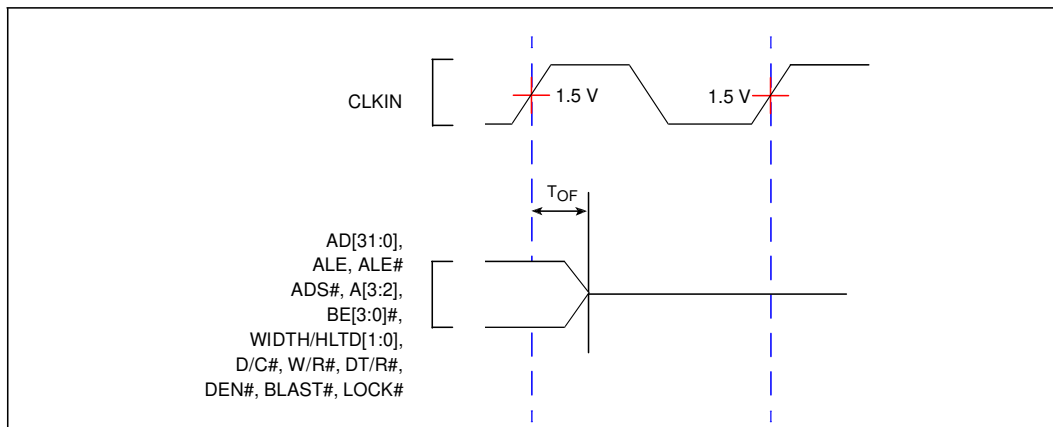 CLKIN
1.5 V
1.5 V
TOF
AD[31:0],
ALE, ALE#
ADS#, A[3:2],
BE[3:0]#,
WIDTH/HLTD[1:0],
D/C#, W/R#, DT/R#,
DEN#, BLAST#, LOCK#